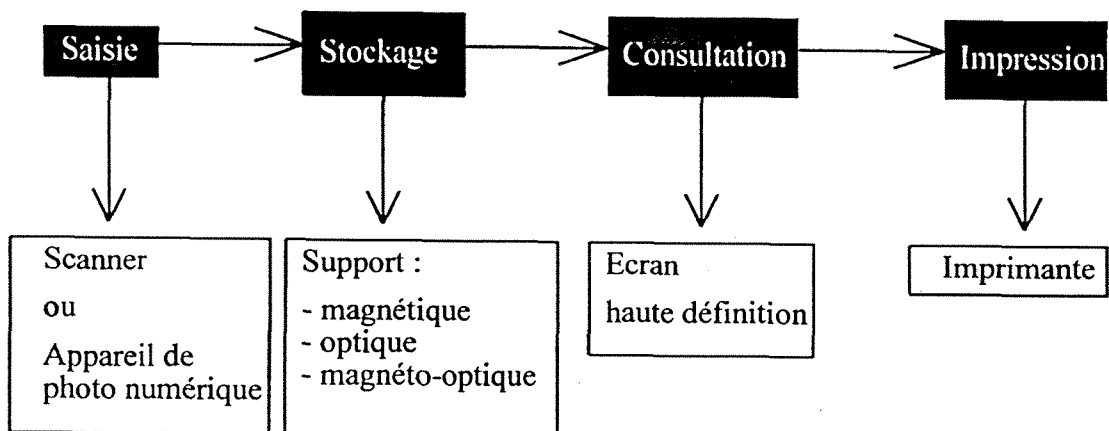 Saisie
Stockage
Consultation
Impression
Scanner
ou
Appareil de
photo numérique
Support :
- magnétique
- optique
- magnéto-optique
Ecran
haute définition
Imprimante